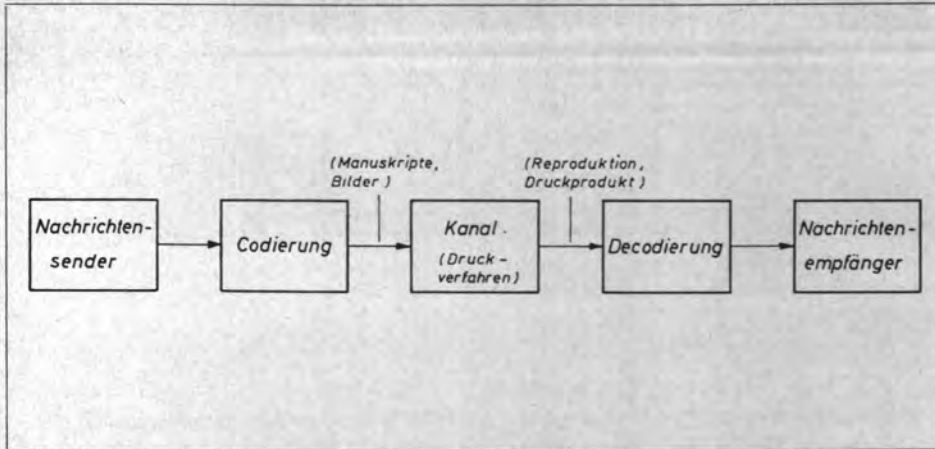 Nachrichten-
sender
Codierung
(Manuskripte,
Bilder)
Kanal
(Druck-
verfahren)
(Reproduktion,
Druckprodukt)
Decodierung
Nachrichten-
empfänger